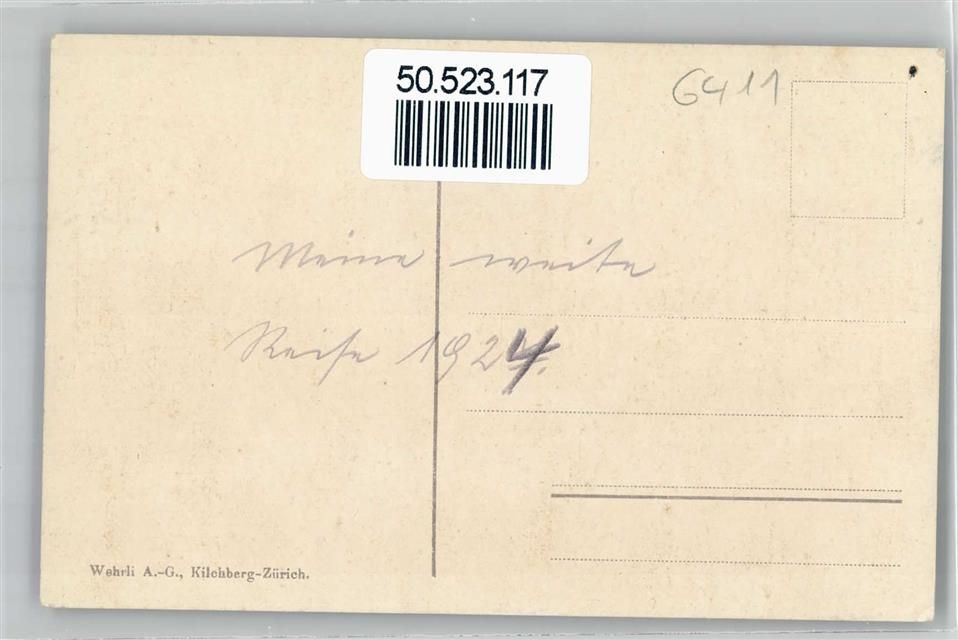 50.523.117
6411
Meine weite
Reise 1924.
Wehrli A.-G., Kilchberg-Zürich.